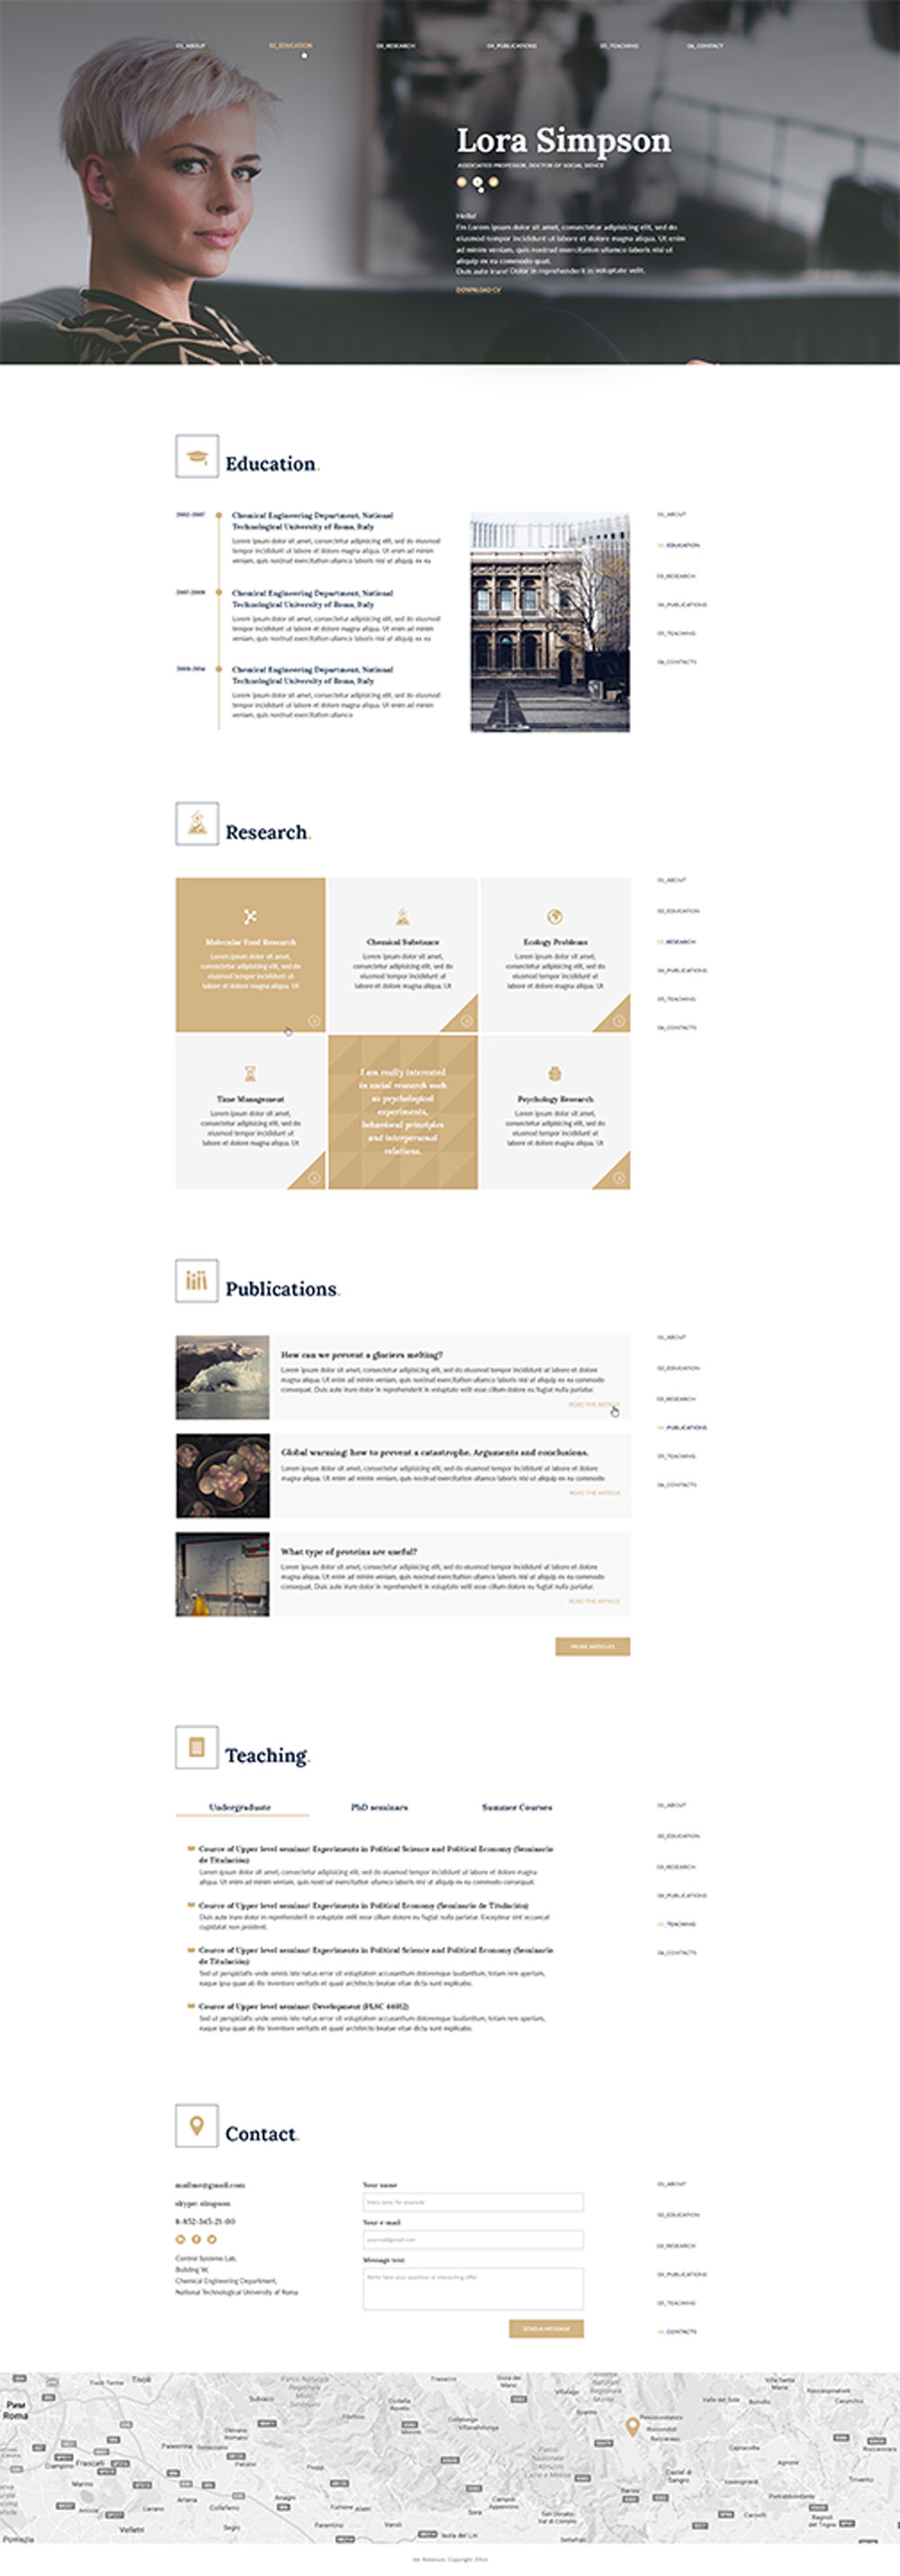 01_ABOUT
02_EDUCATION
03_RESEARCH
04_PUBLICATIONS
05_TEACHING
06_CONTACT
Lora Simpson
ASSOCIATED PROFESSOR, DOCTOR OF SOCIAL SIENCE
Hello!
I'm Lorem ipsum dolor sit amet, consectetur adipisicing elit, sed do
eiusmod tempor incididunt ut labore et dolore magna aliqua. Ut enim
ad minim veniam, quis nostrud exercitation ullamco laboris nisi ut
aliquip ex ea commodo quat.
Duis aute irure! Dolor in reprehenderit in voluptate velit.
DOWNLOAD CV
Education.
2002-2007
Chemical Engineering Department, National
Technological University of Roma, Italy
Lorem ipsum dolor sit amet, consectetur adipisicing elit, sed do eiusmod
tempor incididunt ut labore et dolore magna aliqua. Ut enim ad minim
veniam, quis nostrud exercitation ullamco laboris nisi ut aliquip ex ea
2007-2009
Chemical Engineering Department, National
Technological University of Roma, Italy
Lorem ipsum dolor sit amet, consectetur adipisicing elit, sed do eiusmod
tempor incididunt ut labore et dolore magna aliqua. Ut enim ad minim
veniam, quis nostrud exercitation ullamco laboris nisi ut aliquip ex ea
2009-2014
Chemical Engineering Department, National
Technological University of Roma, Italy
Lorem ipsum dolor sit amet, consectetur adipisicing elit, sed do eiusmod
tempor incididunt ut labore et dolore magna aliqua. Ut enim ad minim
veniam, quis nostrud exercitation ullamco
01_ABOUT
02_EDUCATION
03_RESEARCH
04_PUBLICATIONS
05_TEACHING
06_CONTACTS
Research.
Molecular Food Research
Lorem ipsum dolor sit amet,
consectetur adipisicing elit, sed do
eiusmod tempor incididunt ut
labore et dolore magna aliqua. Ut
Chemical Substance
Lorem ipsum dolor sit amet,
consectetur adipisicing elit, sed do
eiusmod tempor incididunt ut
labore et dolore magna aliqua. Ut
Ecology Problems
Lorem ipsum dolor sit amet,
consectetur adipisicing elit, sed do
eiusmod tempor incididunt ut
labore et dolore magna aliqua. Ut
Time Management
Lorem ipsum dolor sit amet,
consectetur adipisicing elit, sed do
eiusmod tempor incididunt ut
labore et dolore magna aliqua. Ut
I am really interested
in social research such
as psychological
experiments,
behavioral principles
and interpersonal
relations.
Psychology Research
Lorem ipsum dolor sit amet,
consectetur adipisicing elit, sed do
eiusmod tempor incididunt ut
labore et dolore magna aliqua. Ut
01_ABOUT
02_EDUCATION
03_RESEARCH
04_PUBLICATIONS
05_TEACHING
06_CONTACTS
Publications.
How can we prevent a glaciers melting?
Lorem ipsum dolor sit amet, consectetur adipisicing elit, sed do eiusmod tempor incididunt ut labore et dolore
magna aliqua. Ut enim ad minim veniam, quis nostrud exercitation ullamco laboris nisi ut aliquip ex ea commodo
consequat. Duis aute irure dolor in reprehenderit in voluptate velit esse cillum dolore eu fugiat nulla pariatur.
READ THE ARTICLE
Global warming: how to prevent a catastrophe. Arguments and conclusions.
Lorem ipsum dolor sit amet, consectetur adipisicing elit, sed do eiusmod tempor incididunt ut labore et dolore
magna aliqua. Ut enim ad minim veniam, quis nostrud exercitation ullamco laboris nisi ut aliquip ex ea commodo
READ THE ARTICLE
What type of proteins are useful?
Lorem ipsum dolor sit amet, consectetur adipisicing elit, sed do eiusmod tempor incididunt ut labore et dolore
magna aliqua. Ut enim ad minim veniam, quis nostrud exercitation ullamco laboris nisi ut aliquip ex ea commodo
consequat. Duis aute irure dolor in reprehenderit in voluptate velit esse cillum dolore eu fugiat nulla pariatur.
READ THE ARTICLE
MORE ARTICLES
01_ABOUT
02_EDUCATION
03_RESEARCH
04_PUBLICATIONS
05_TEACHING
06_CONTACTS
Teaching.
Undergraduate
PhD seminars
Summer Courses
Cource of Upper level seminar: Experiments in Political Science and Political Economy (Seminario
de Titulación)
Lorem ipsum dolor sit amet, consectetur adipisicing elit, sed do eiusmod tempor incididunt ut labore et dolore magna
aliqua. Ut enim ad minim veniam, quis nostrud exercitation ullamco laboris nisi ut aliquip ex ea commodo consequat.
Cource of Upper level seminar: Experiments in Political Economy (Seminario de Titulación)
Duis aute irure dolor in reprehenderit in voluptate velit esse cillum dolore eu fugiat nulla pariatur. Excepteur sint occaecat
cupidatat non proident.
Cource of Upper level seminar: Experiments in Political Science and Political Economy (Seminario
de Titulación)
Sed ut perspiciatis unde omnis iste natus error sit voluptatem accusantium doloremque laudantium, totam rem aperiam,
eaque ipsa quae ab illo inventore veritatis et quasi architecto beatae vitae dicta sunt explicabo.
Cource of Upper level seminar: Development (PLSC 44912)
Sed ut perspiciatis unde omnis iste natus error sit voluptatem accusantium doloremque laudantium, totam rem aperiam,
eaque ipsa quae ab illo inventore veritatis et quasi architecto beatae vitae dicta sunt explicabo.
01_ABOUT
02_EDUCATION
03_RESEARCH
04_PUBLICATIONS
05_TEACHING
06_CONTACTS
Contact.
mailme@gmail.com
skype: simpson
8-852-345-21-00
Control Systems Lab,
Building W,
Chemical Engineering Department,
National Technological University of Roma
Your name
Mary Jane, for example
Your e-mail
yourmail@mail.com
Message text
Write here your question or interesting offer
SEND A MESSAGE
01_ABOUT
02_EDUCATION
03_RESEARCH
04_PUBLICATIONS
05_TEACHING
06_CONTACTS
Tivoli
Subiaco
Рим
Roma
Palestrina
Frascati
Ciampino
Marino
Velletri
Pomezia
Colleferro
Segni
Anagni
Ferentino
Alatri
Veroli
Sora
Isola del Liri
Castel di
Sangro
Roccaraso
Capracotta
Agnone
Trivento
Copyright 2014